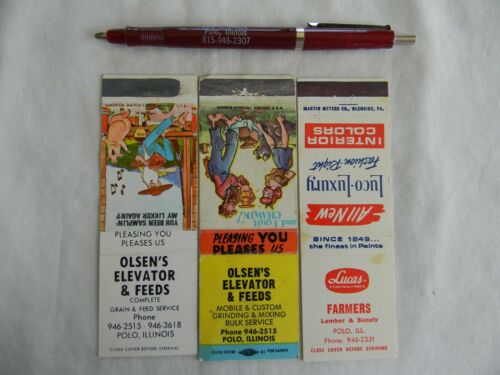 Polo, Illinois
815-946-2307
SUPERIOR MATCH CO
U.S.A.
YUH BEEN SAMPLIN'
MY LIKER AGAIN?
PLEASING YOU
PLEASES US
OLSEN'S
ELEVATOR
& FEEDS
COMPLETE
GRAIN & FEED SERVICE
Phone
946-2515 - 946-3618
POLO, ILLINOIS
CLOSE COVER BEFORE STRIKING
SUPERIOR MATCH CO. CHICAGO, U.S.A.
and I quit
CHEAWIN'?
PLEASING YOU
PLEASES US
OLSEN'S
ELEVATOR
& FEEDS
MOBILE & CUSTOM
GRINDING & MIXING
BULK SERVICE
Phone 946-2515
POLO, ILLINOIS
CLOSE COVER
FOR SAFETY
MARTIN MEYERS CO., GLENSIDE, PA.
All New
Luco-Luxury
Fashion-Right
INTERIOR
COLORS
SINCE 1849...
the finest in Paints
Lucas
FARMERS
Lumber & Supply
POLO, ILL.
Phone: 946-2331
CLOSE COVER BEFORE STRIKING